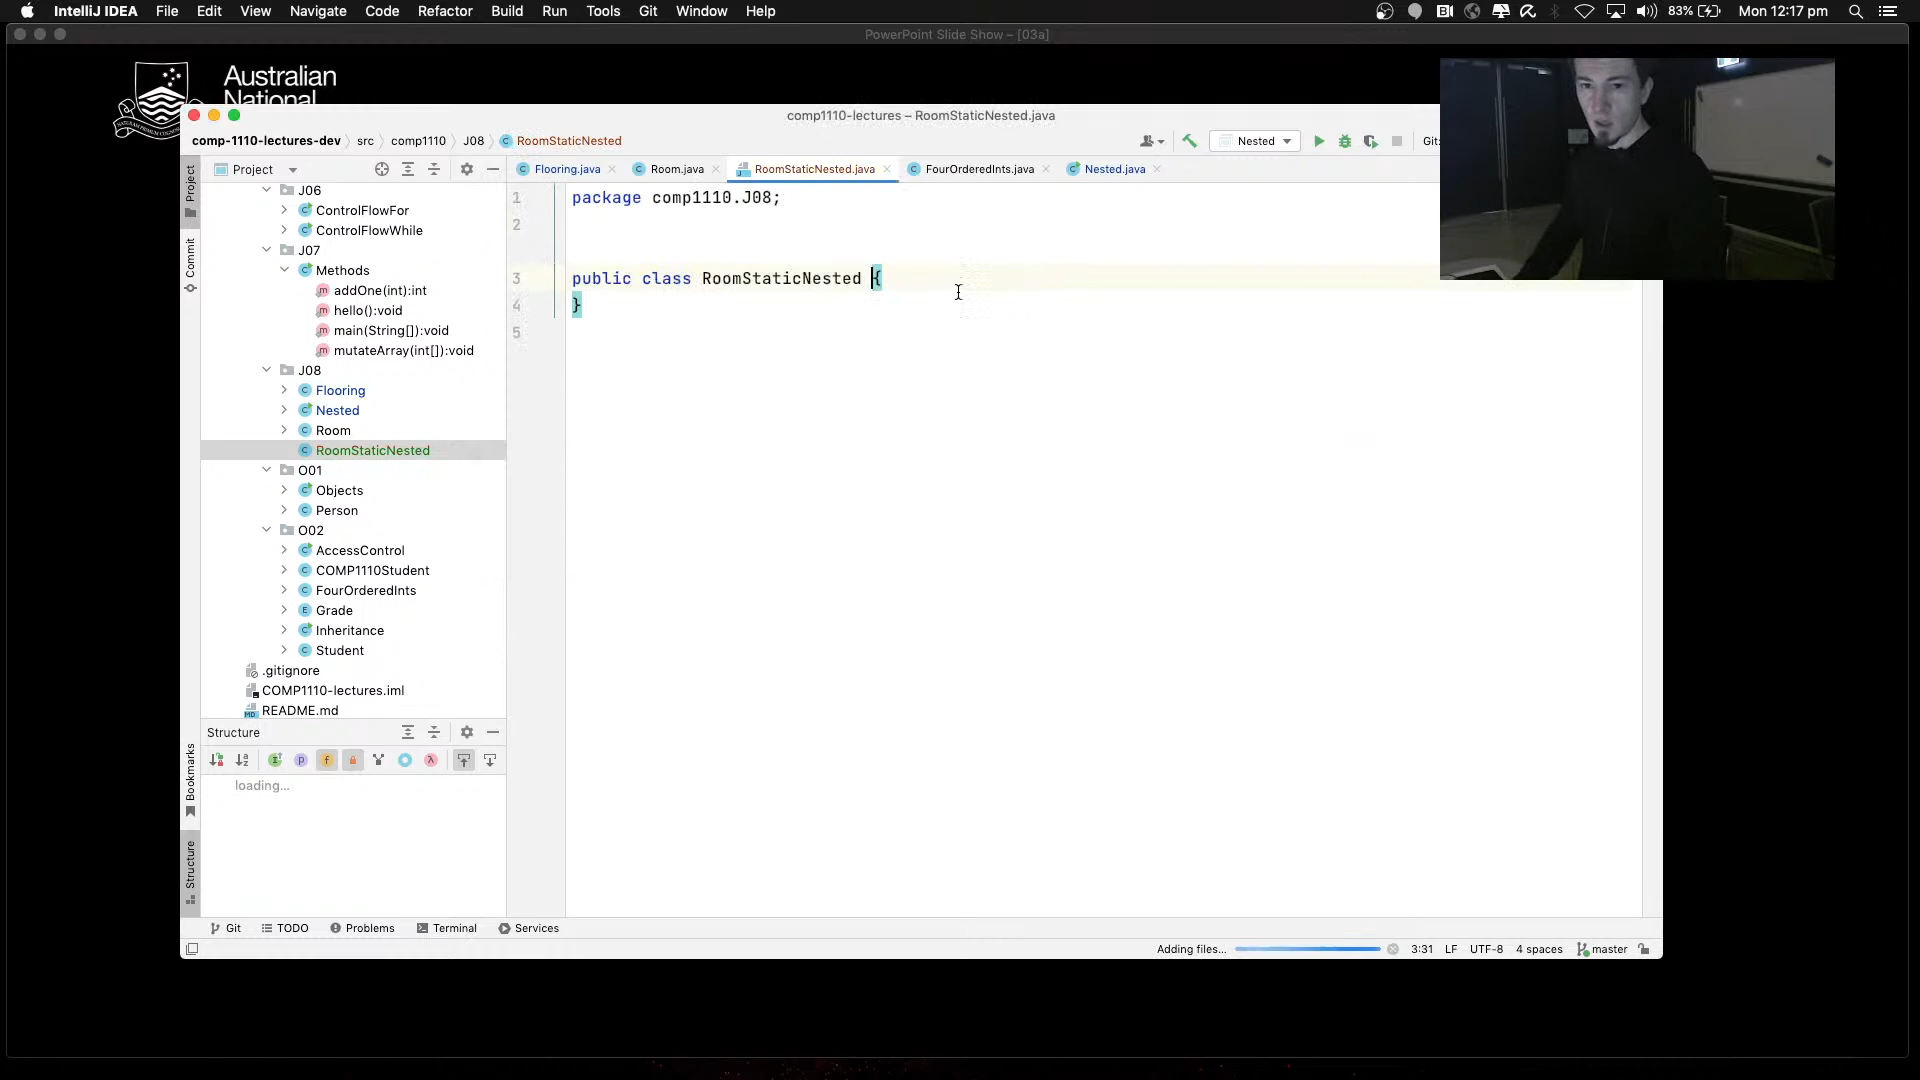 IntelliJ IDEA File Edit View Navigate Code Refactor Build Run Tools Git Window Help 83% Mon 12:17 pm
PowerPoint Slide Show – [03a]
Australian
National
comp1110-lectures – RoomStaticNested.java
comp-1110-lectures-dev src comp1110 J08 RoomStaticNested Nested Git:
Project
Flooring.java Room.java RoomStaticNested.java FourOrderedInts.java Nested.java
Project
Commit
Bookmarks
Structure
J06
ControlFlowFor
ControlFlowWhile
J07
Methods
addOne(int):int
hello():void
main(String[]):void
mutateArray(int[]):void
J08
Flooring
Nested
Room
RoomStaticNested
O01
Objects
Person
O02
AccessControl
COMP1110Student
FourOrderedInts
Grade
Inheritance
Student
.gitignore
COMP1110-lectures.iml
README.md
Structure
loading...
1 package comp1110.J08;
2
3 public class RoomStaticNested {
4 }
5
Git TODO Problems Terminal Services
Adding files... 3:31 LF UTF-8 4 spaces master